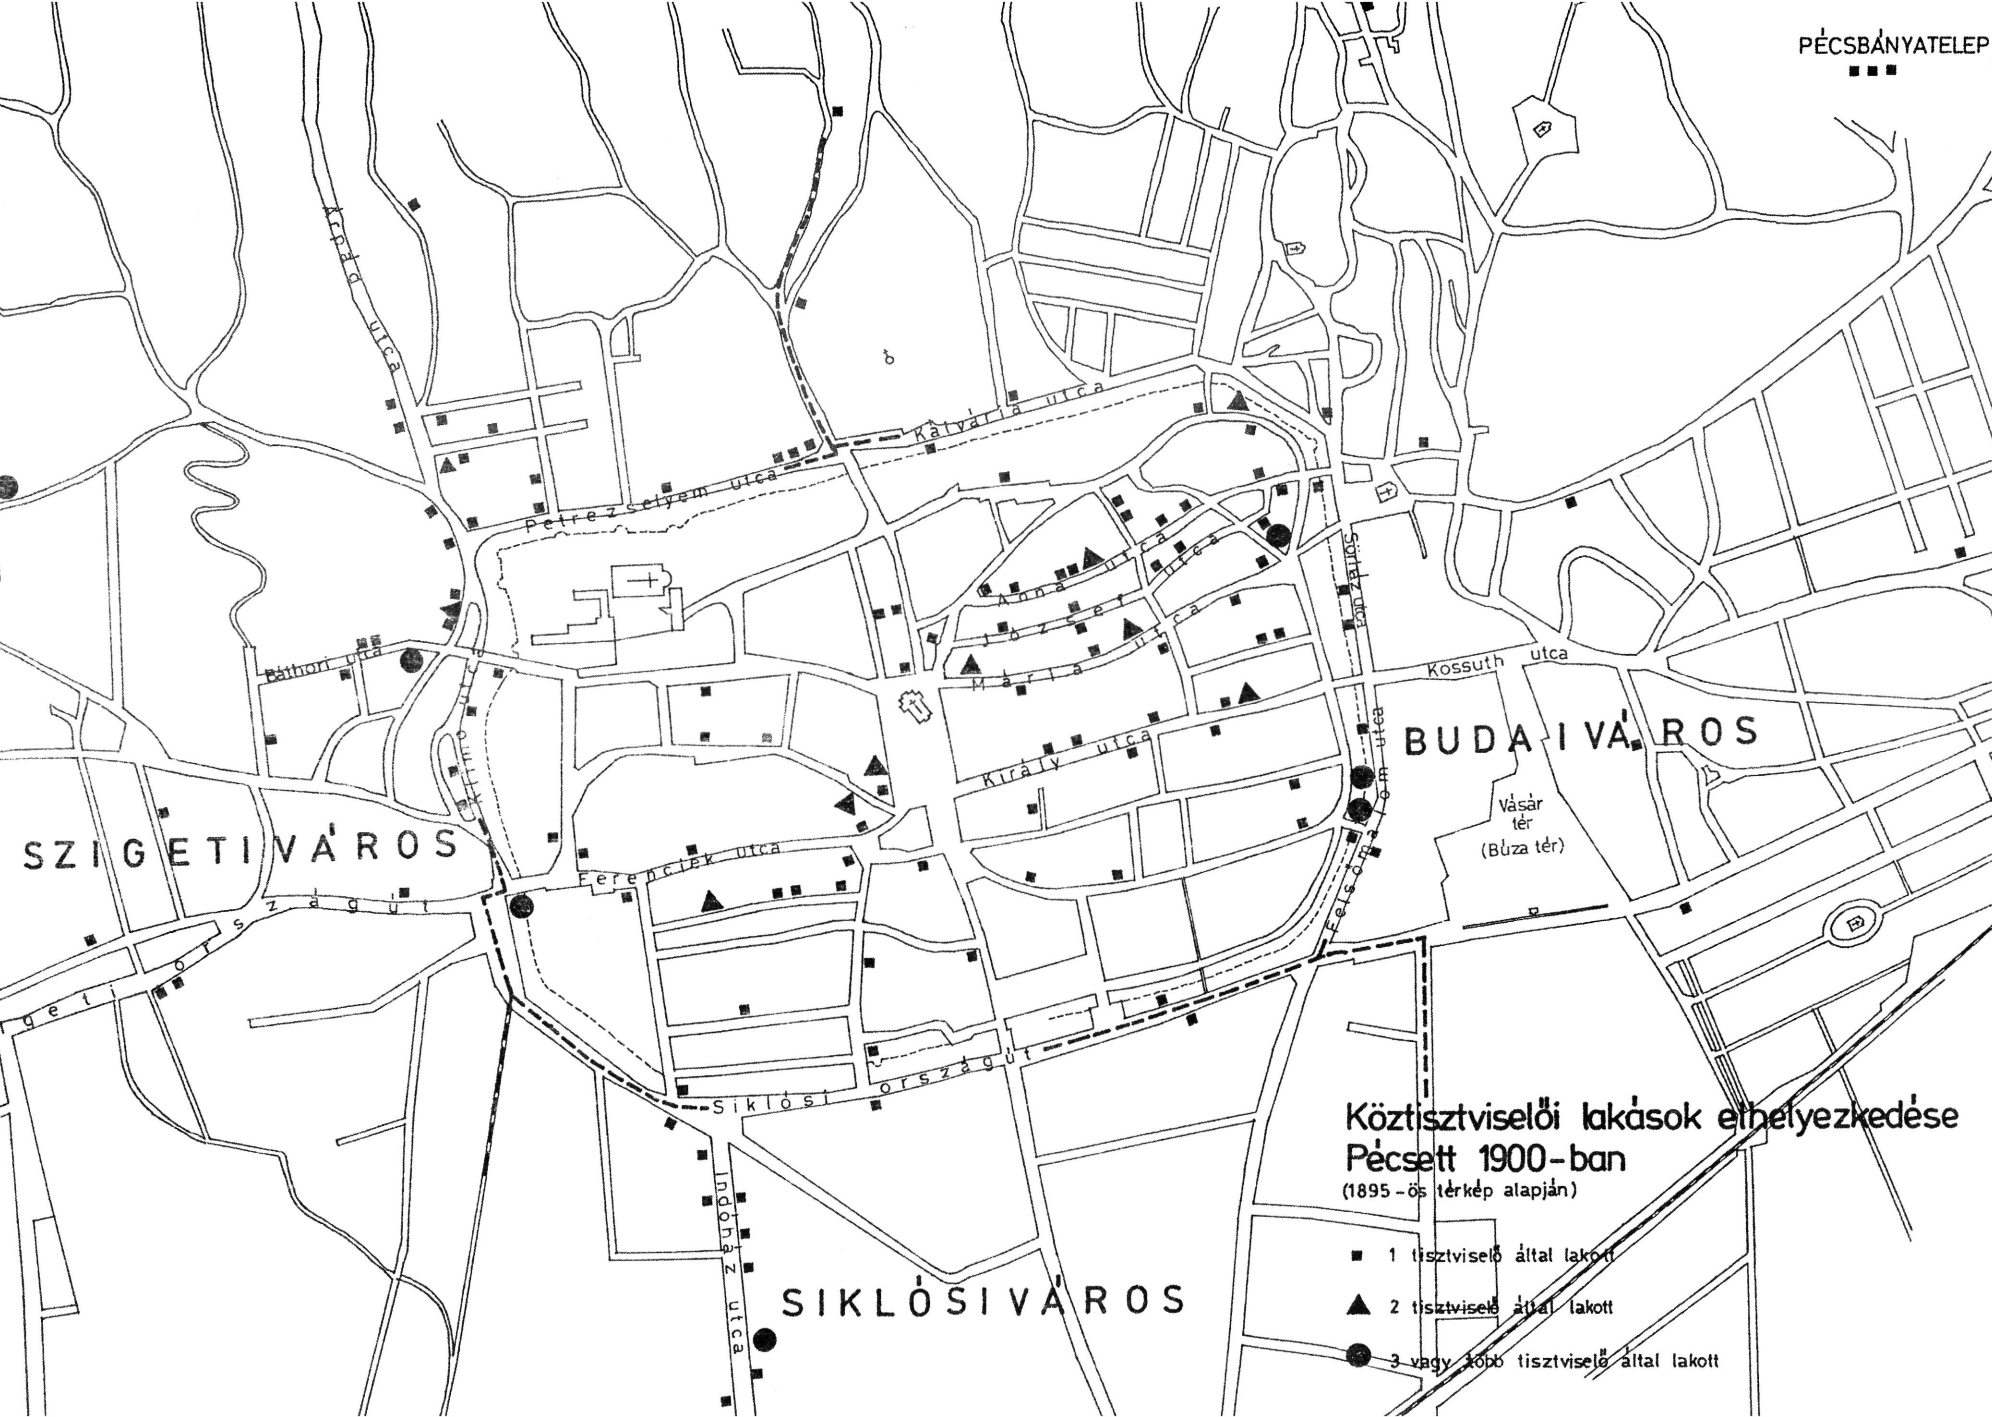 PÉCSBÁNYATELEP
Árpád utca
Kálvária utca
Petrezselyem utca
Anna utca
József utca
Mária utca
Szőlőház utca
Báthori utca
Kossuth utca
Király utca
BUDAIVÁROS
Vásár
tér
(Búza tér)
SZIGETIVÁROS
Ferenciek utca
Felsőmalom utca
geti országút
Siklósi országút
Indóház utca
SIKLÓSIVÁROS
Köztisztviselői lakások elhelyezkedése
Pécsett 1900-ban
(1895-ös térkép alapján)
1 tisztviselő által lakott
2 tisztviselő által lakott
3 vagy több tisztviselő által lakott